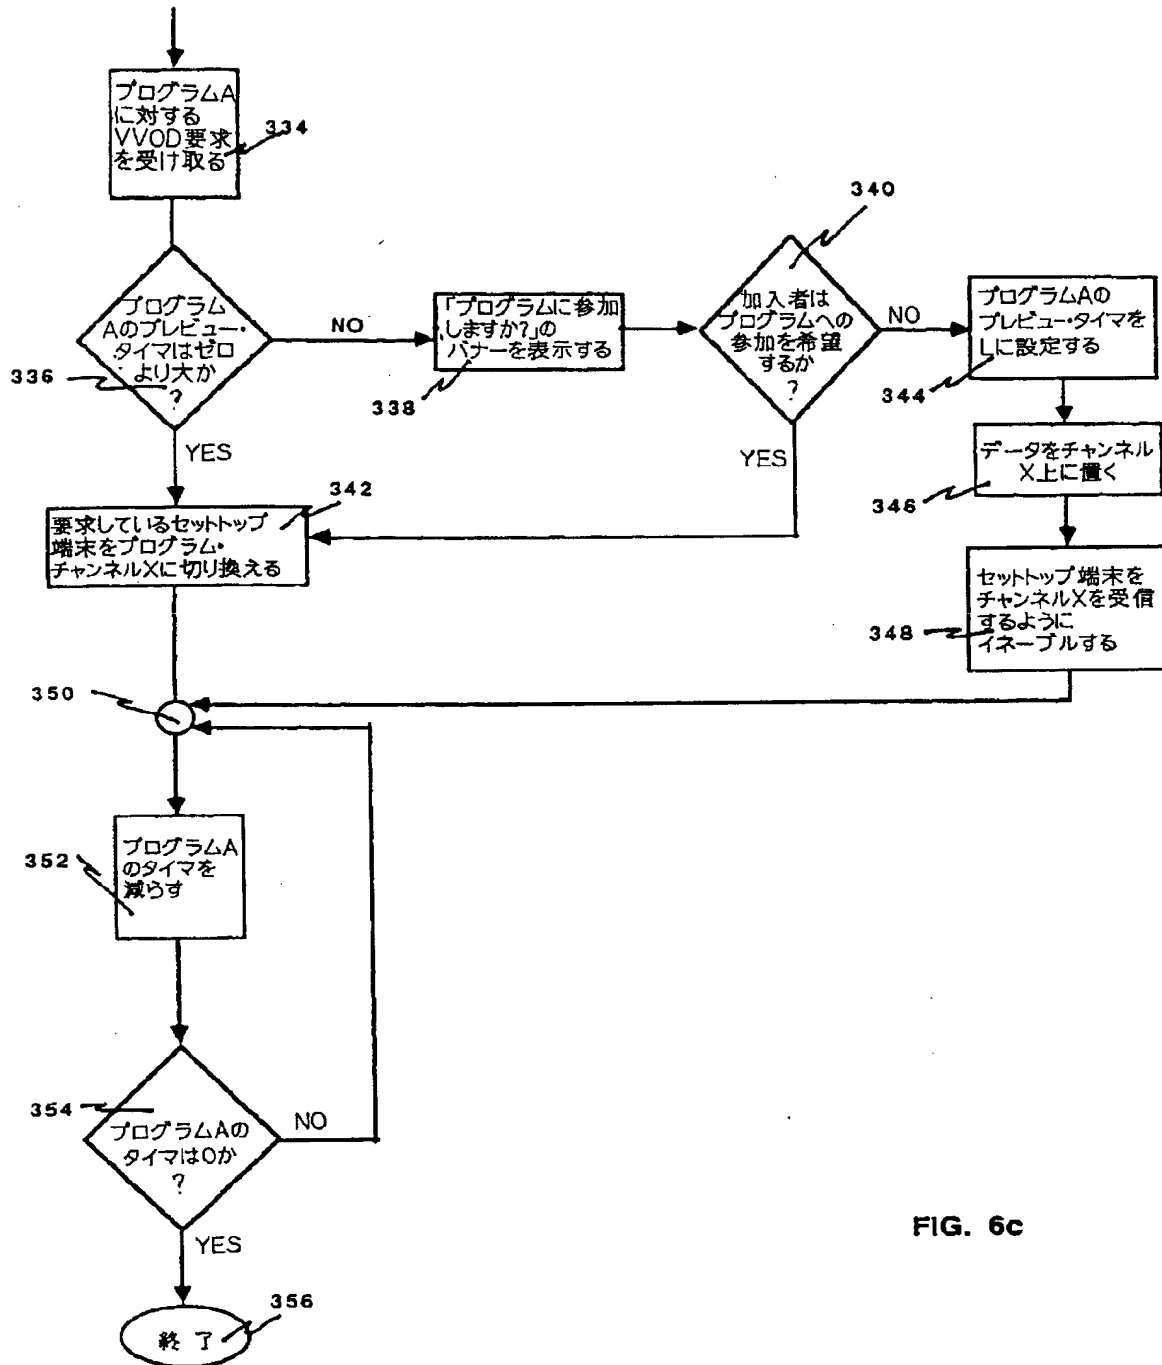 プログラムA
に対する
VVOD要求
を受け取る
334
プログラム
Aのプレビュー・
タイマはゼロ
より大か
?
336
NO
YES
「プログラムに参加
しますか?」の
バナーを表示する
338
340
加入者は
プログラムへの
参加を希望
するか
?
NO
YES
プログラムAの
プレビュー・タイマを
Lに設定する
344
データをチャンネル
X上に置く
346
セットトップ端末を
チャンネルXを受信
するように
イネーブルする
348
342
要求しているセットトップ
端末をプログラム・
チャンネルXに切り換える
350
プログラムA
のタイマを
減らす
352
354
プログラムAの
タイマは0か
?
NO
YES
終了
356
FIG. 6c